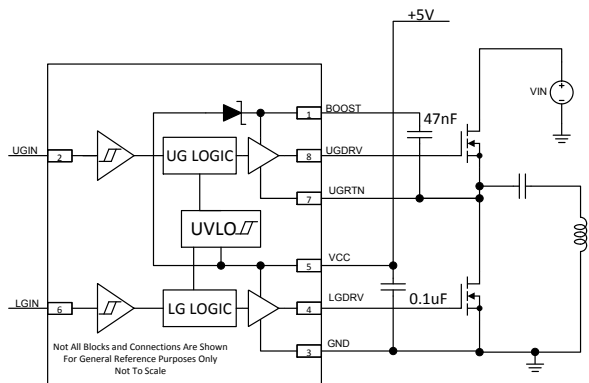 +5V
BOOST
1
47nF
VIN
+
-
UGIN
2
UG LOGIC
8
UGDRV
7
UGRTN
UVLO
5
VCC
LGIN
6
LG LOGIC
4
LGDRV
0.1uF
3
GND
Not All Blocks and Connections Are Shown
For General Reference Purposes Only
Not To Scale